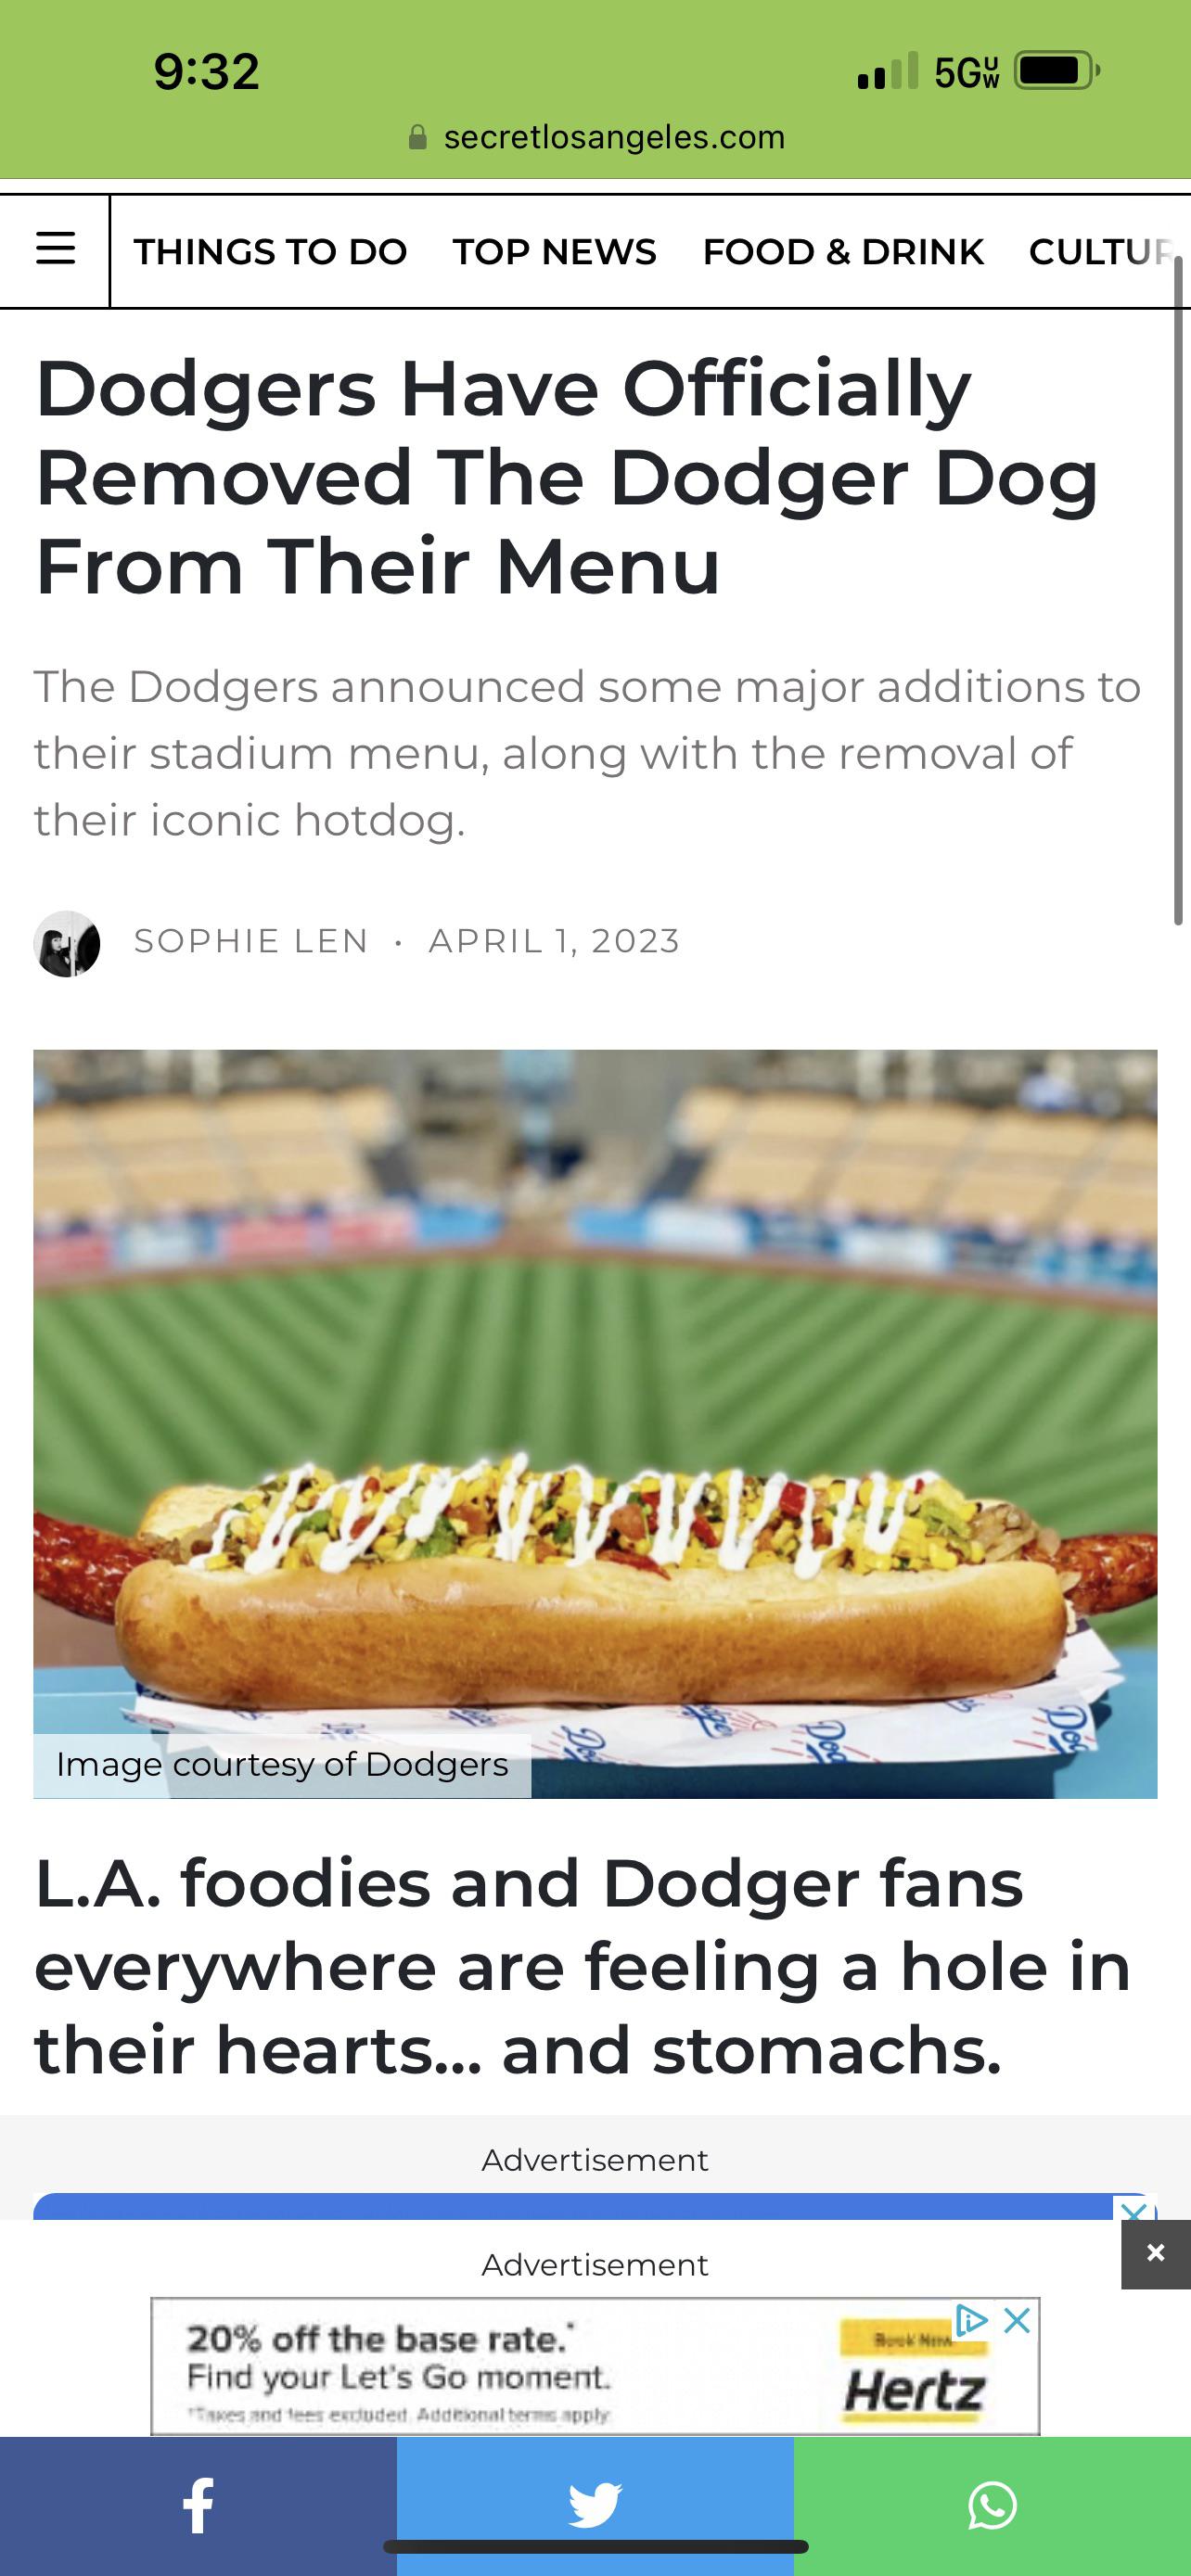 9:32
5GUW
secretlosangeles.com
THINGS TO DO TOP NEWS FOOD & DRINK CULTUR
Dodgers Have Officially
Removed The Dodger Dog
From Their Menu
The Dodgers announced some major additions to
their stadium menu, along with the removal of
their iconic hotdog.
SOPHIE LEN • APRIL 1, 2023
Image courtesy of Dodgers
L.A. foodies and Dodger fans
everywhere are feeling a hole in
their hearts... and stomachs.
Advertisement
Advertisement
20% off the base rate.*
Book Now
Find your Let's Go moment.
Hertz
*Taxes and fees excluded. Additional terms apply.